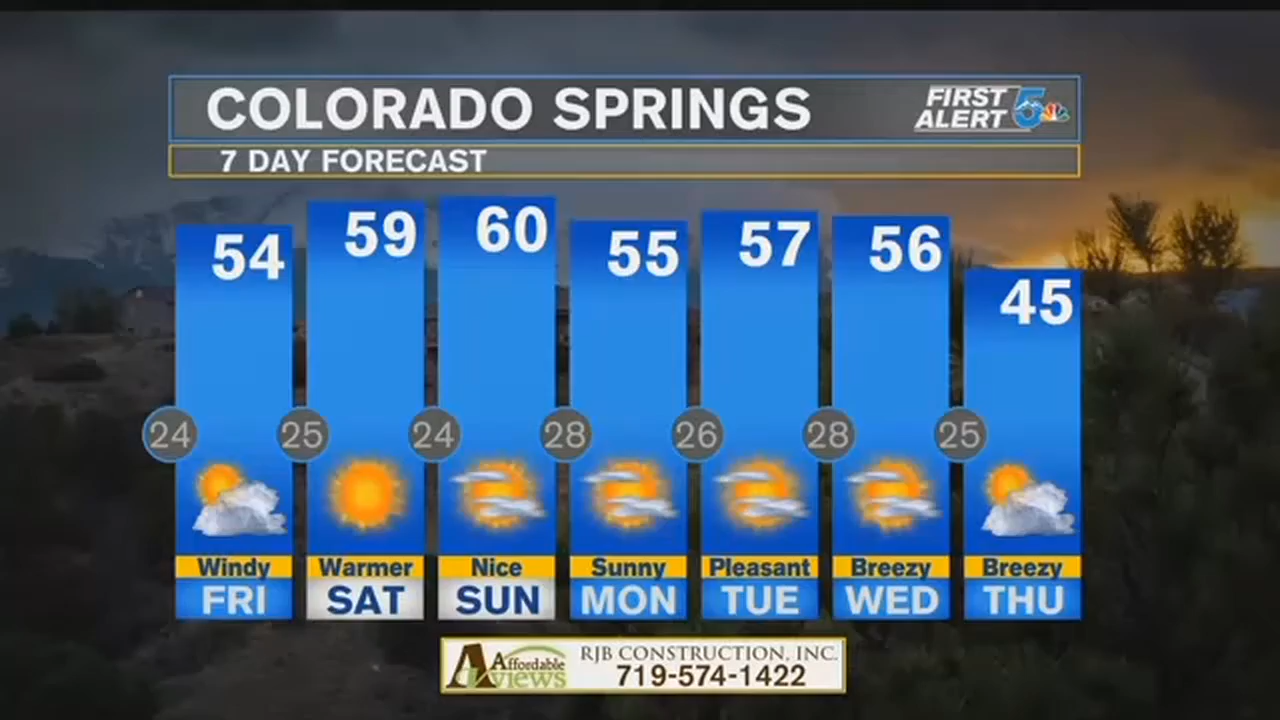 COLORADO SPRINGS
FIRST
ALERT 5
7 DAY FORECAST
54 59 60 55 57 56 45
24 25 24 28 26 28 25
Windy Warmer Nice Sunny Pleasant Breezy Breezy
FRI SAT SUN MON TUE WED THU
Affordable
Views
RJB CONSTRUCTION, INC.
719-574-1422